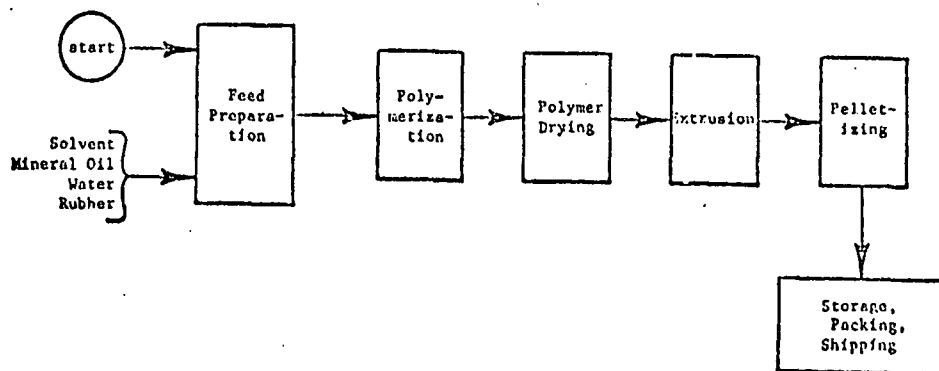 start
Feed
Prepara-
tion
Solvent
Mineral Oil
Water
Rubber
Poly-
meriza-
tion
Polymer
Drying
Extrusion
Pellet-
izing
Storage,
Packing,
Shipping